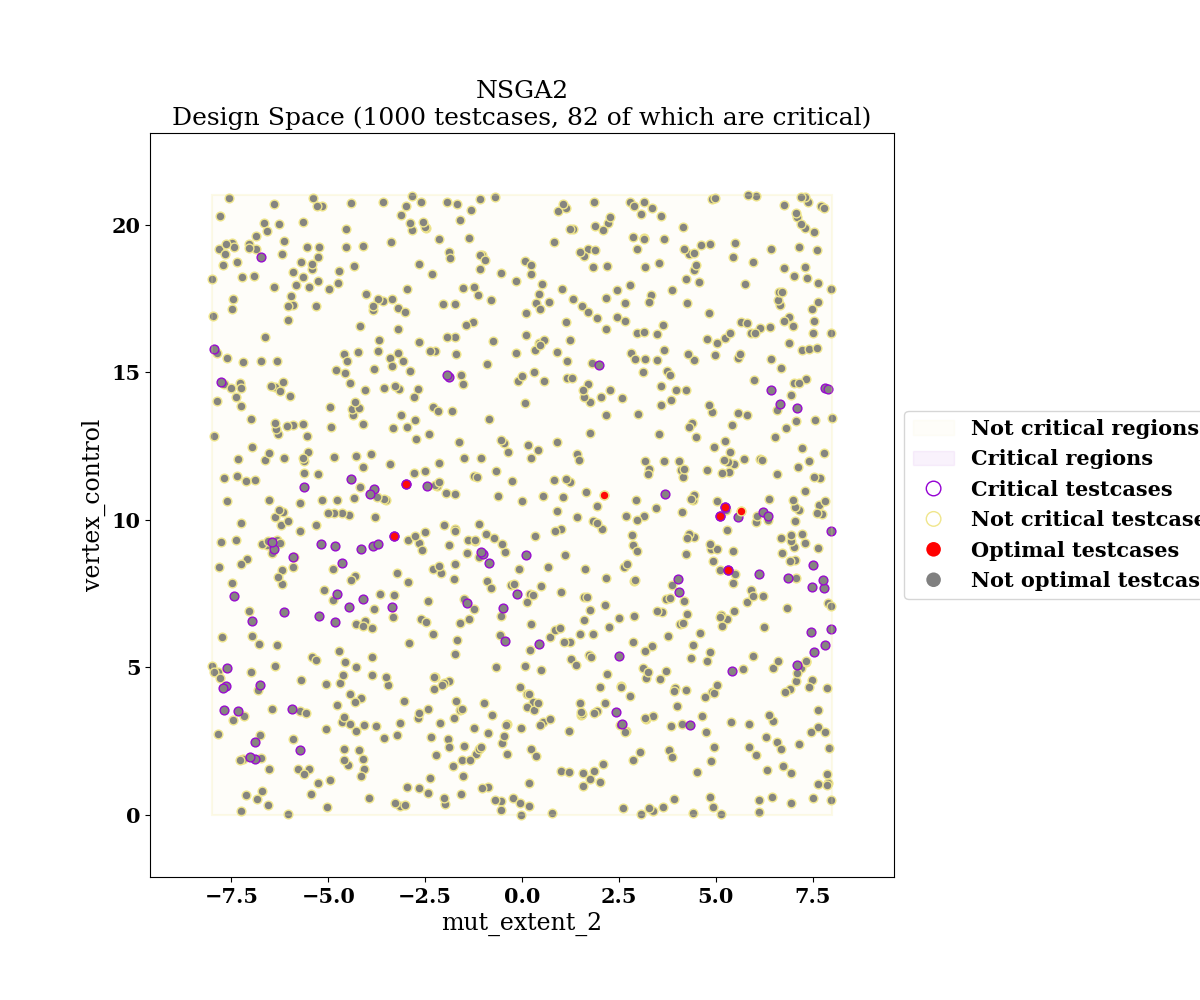 NSGA2
Design Space (1000 testcases, 82 of which are critical)
20
15
10
5
0
vertex_control
−7.5 −5.0 −2.5 0.0 2.5 5.0 7.5
mut_extent_2
Not critical regions
Critical regions
Critical testcases
Not critical testcase
Optimal testcases
Not optimal testcas